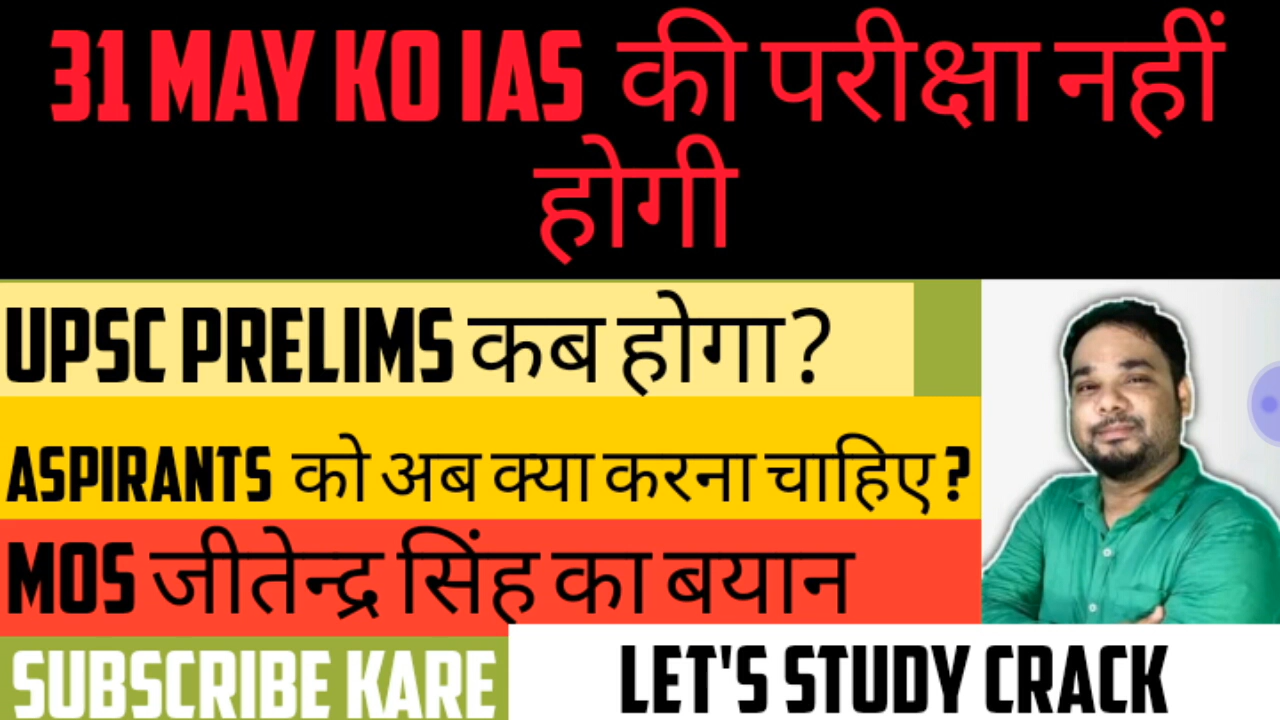 31 MAY KO IAS की परीक्षा नहीं
होगी
UPSC PRELIMS कब होगा?
ASPIRANTS को अब क्या करना चाहिए?
MOS जीतेन्द्र सिंह का बयान
SUBSCRIBE KARE
LET'S STUDY CRACK